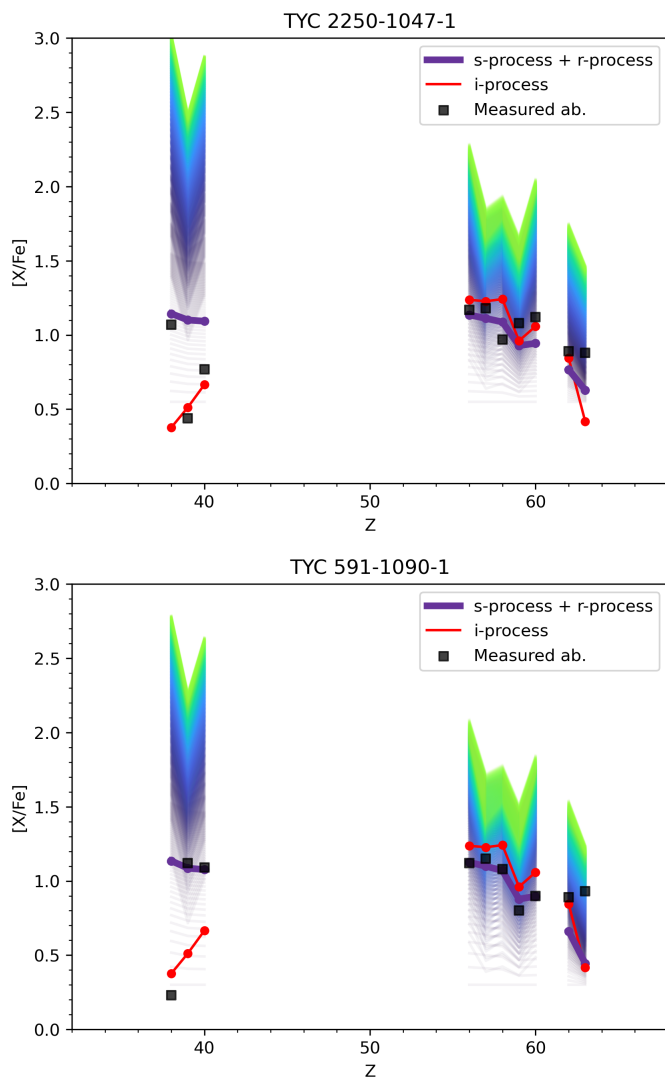 TYC 2250-1047-1
3.0
s-process + r-process
i-process
Measured ab.
2.5
2.0
[X/Fe]
1.5
1.0
0.5
0.0
40
50
60
Z
TYC 591-1090-1
3.0
s-process + r-process
i-process
Measured ab.
2.5
2.0
[X/Fe]
1.5
1.0
0.5
0.0
40
50
60
Z